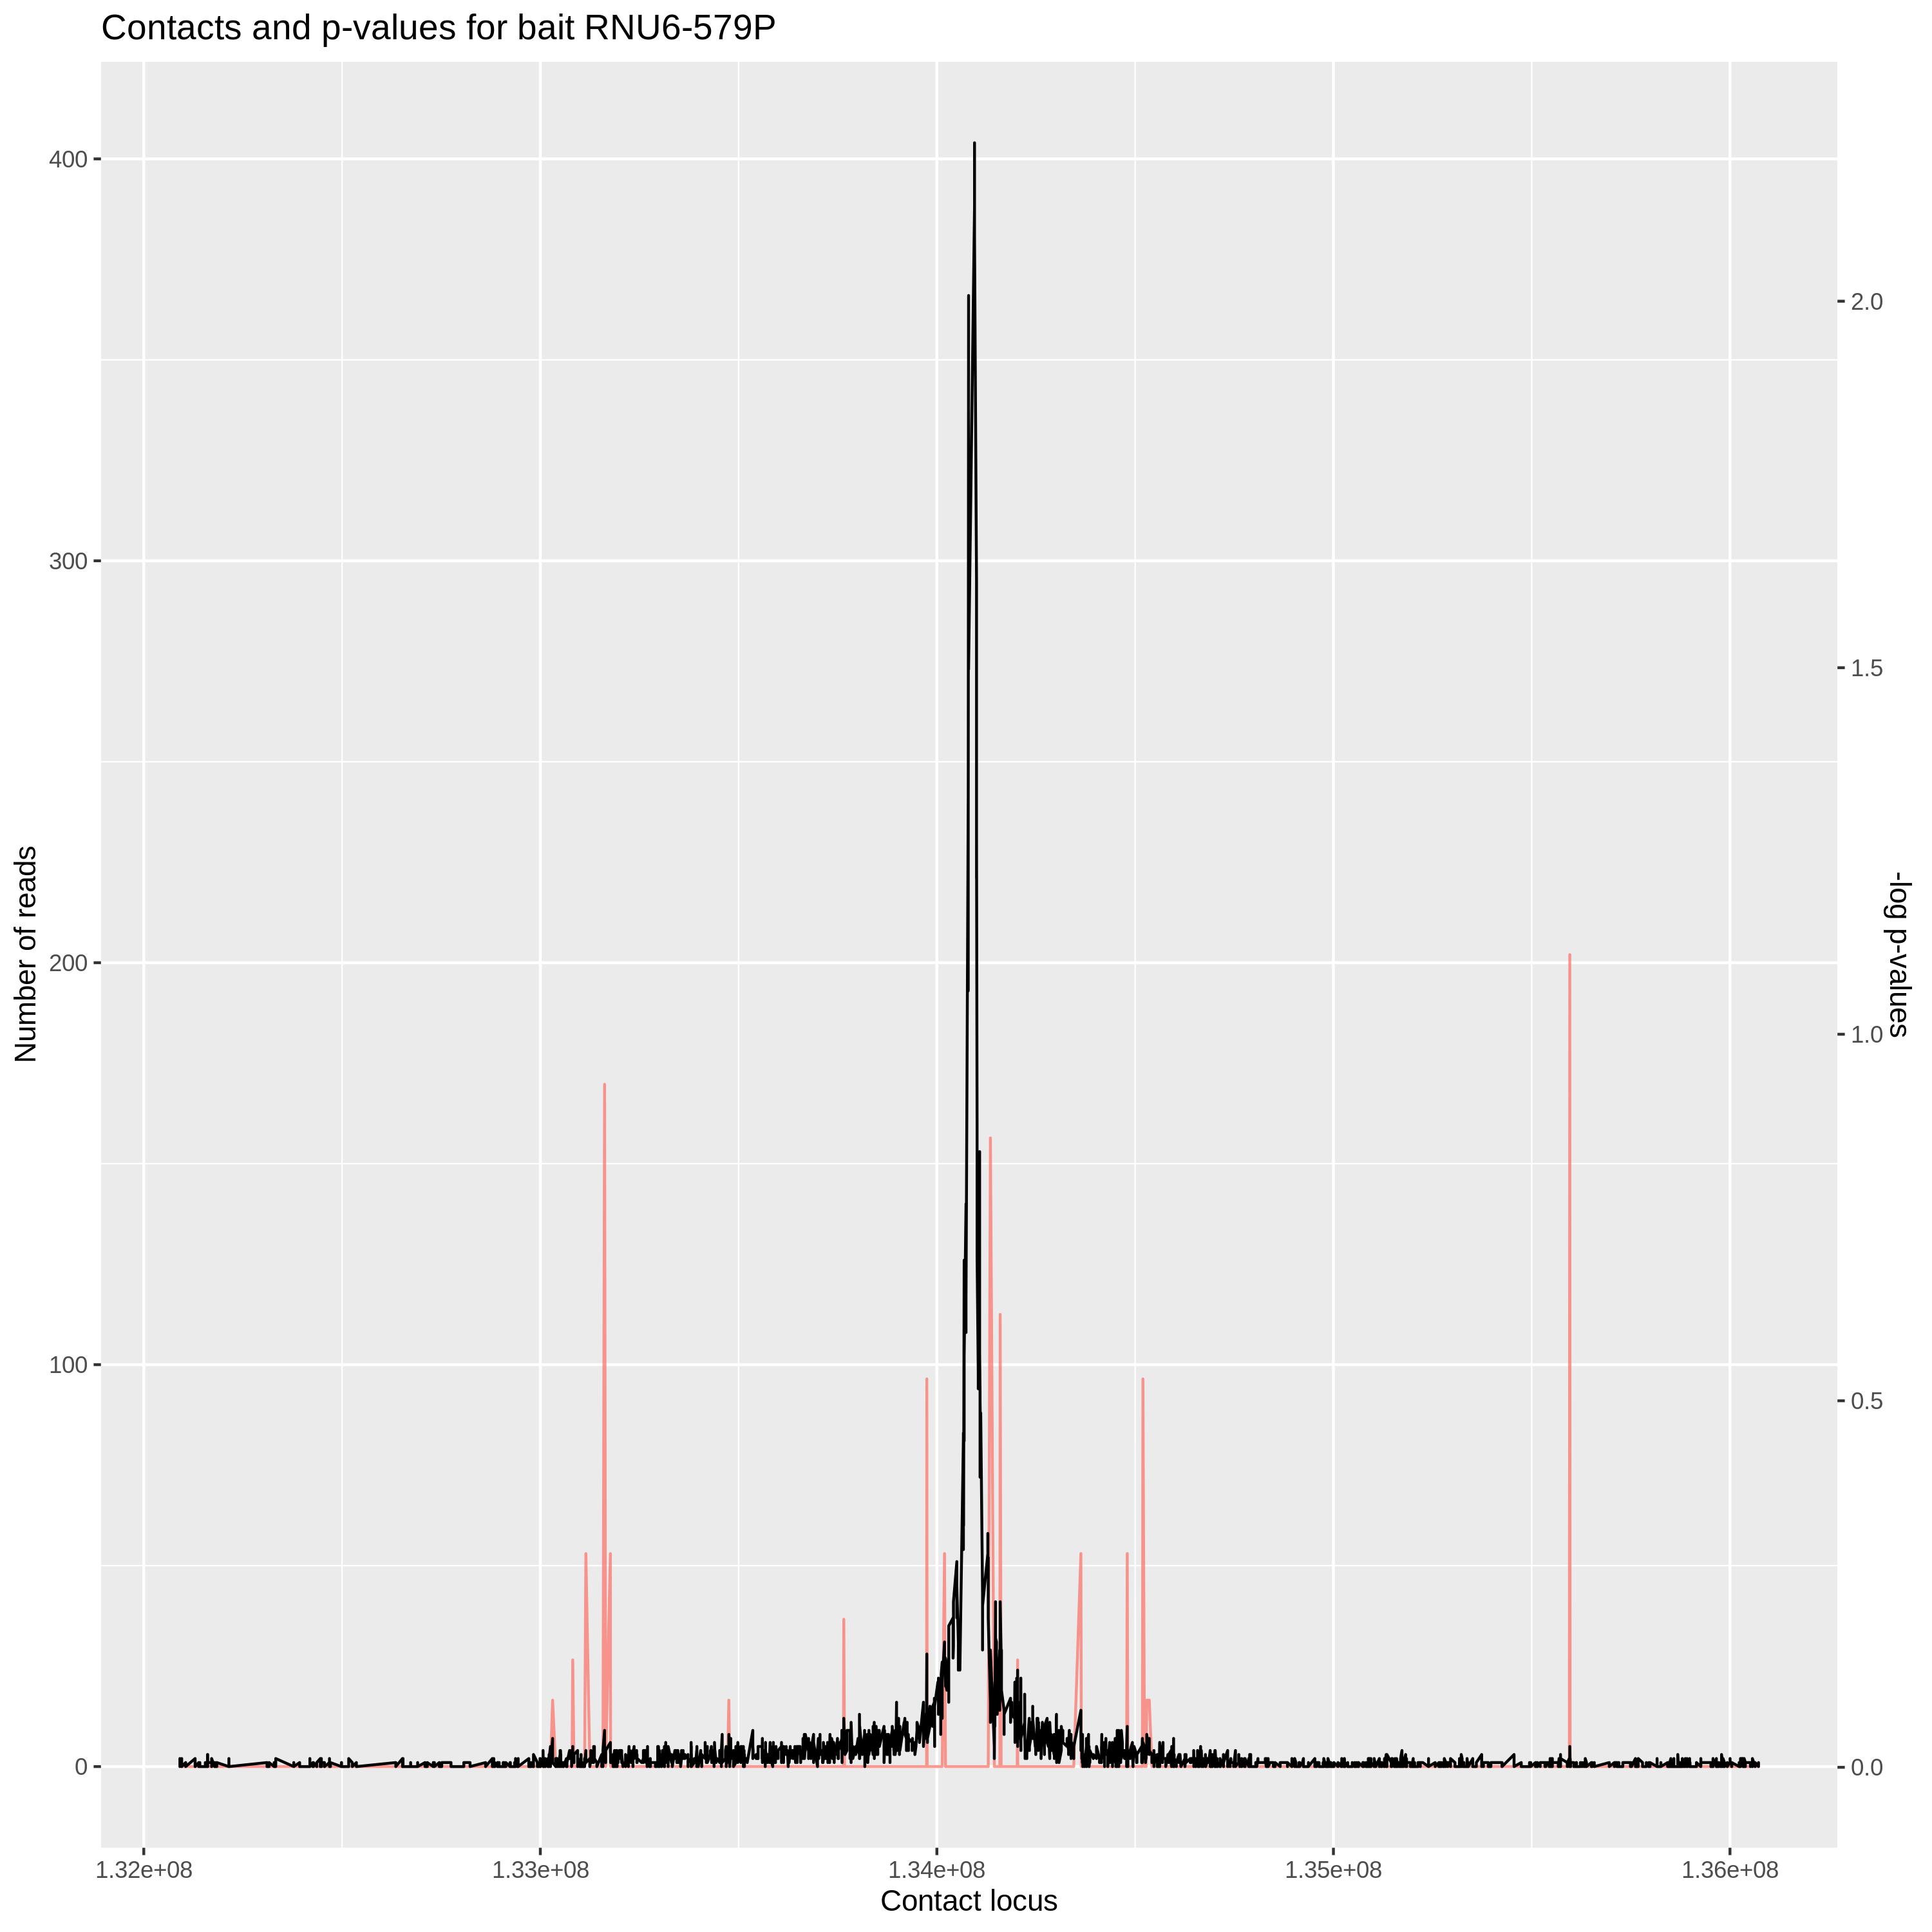 Contacts and p-values for bait RNU6-579P
400
300
200
100
0
Number of reads
2.0
1.5
1.0
0.5
0.0
-log p-values
1.32e+08 1.33e+08 1.34e+08 1.35e+08 1.36e+08
Contact locus